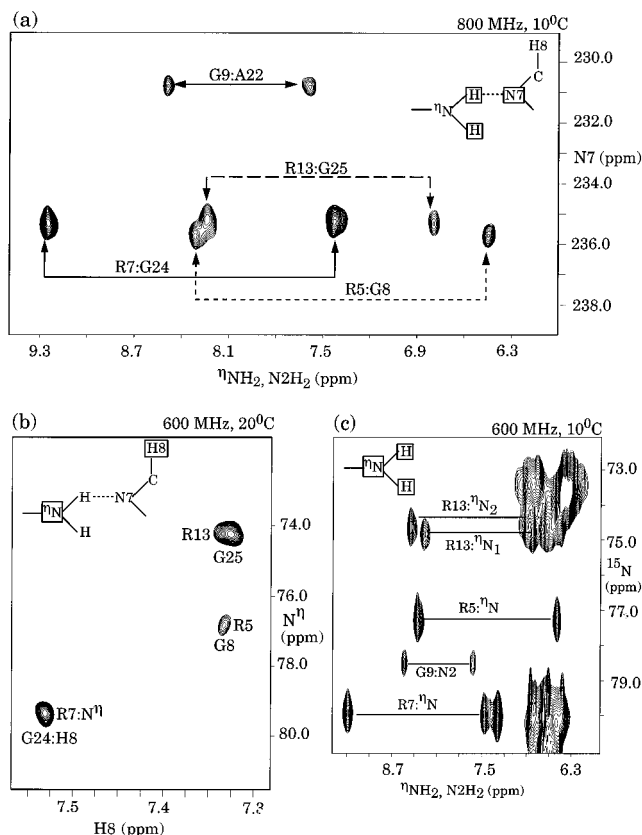 (a)
800 MHz, 10⁰C
G9:A22
H8
C
ηN
H
N7
H
230.0
232.0
N7 (ppm)
234.0
236.0
238.0
R13:G25
R7:G24
R5:G8
9.3 8.7 8.1 7.5 6.9 6.3
ηNH₂, N2H₂ (ppm)
(b)
600 MHz, 20⁰C
H8
C
ηN
H
N7
H
R13
G25
R5
G8
R7:Nη
G24:H8
74.0
76.0
Nη
(ppm)
78.0
80.0
7.5 7.4 7.3
H8 (ppm)
(c)
600 MHz, 10⁰C
ηN
H
H
R13:ηN₂
R13:ηN₁
R5:ηN
G9:N2
R7:ηN
73.0
75.0
¹⁵N
(ppm)
77.0
79.0
8.7 7.5 6.3
ηNH₂, N2H₂ (ppm)